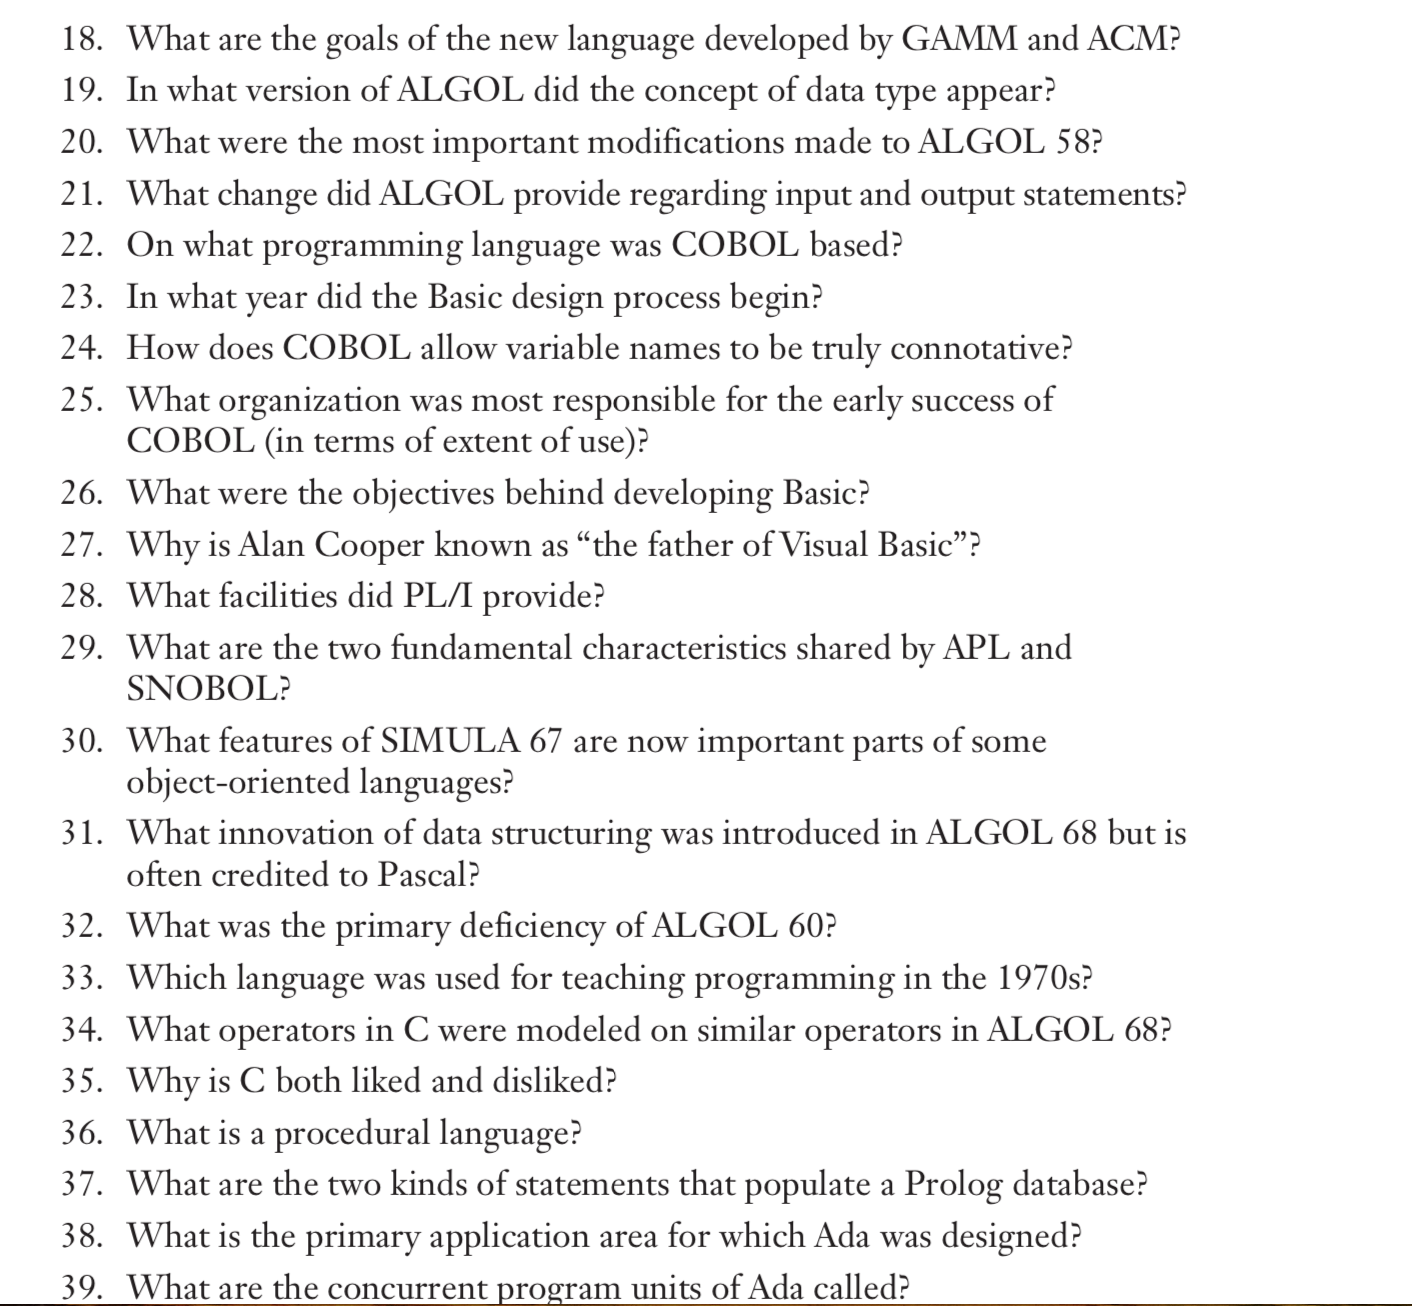 18. What are the goals of the new language developed by GAMM and ACM?
19. In what version of ALGOL did the concept of data type appear?
20. What were the most important modifications made to ALGOL 58?
21. What change did ALGOL provide regarding input and output statements?
22. On what programming language was COBOL based?
23. In what year did the Basic design process begin?
24. How does COBOL allow variable names to be truly connotative?
25. What organization was most responsible for the early success of
COBOL (in terms of extent of use)?
26. What were the objectives behind developing Basic?
27. Why is Alan Cooper known as “the father of Visual Basic”?
28. What facilities did PL/I provide?
29. What are the two fundamental characteristics shared by APL and
SNOBOL?
30. What features of SIMULA 67 are now important parts of some
object-oriented languages?
31. What innovation of data structuring was introduced in ALGOL 68 but is
often credited to Pascal?
32. What was the primary deficiency of ALGOL 60?
33. Which language was used for teaching programming in the 1970s?
34. What operators in C were modeled on similar operators in ALGOL 68?
35. Why is C both liked and disliked?
36. What is a procedural language?
37. What are the two kinds of statements that populate a Prolog database?
38. What is the primary application area for which Ada was designed?
39. What are the concurrent program units of Ada called?